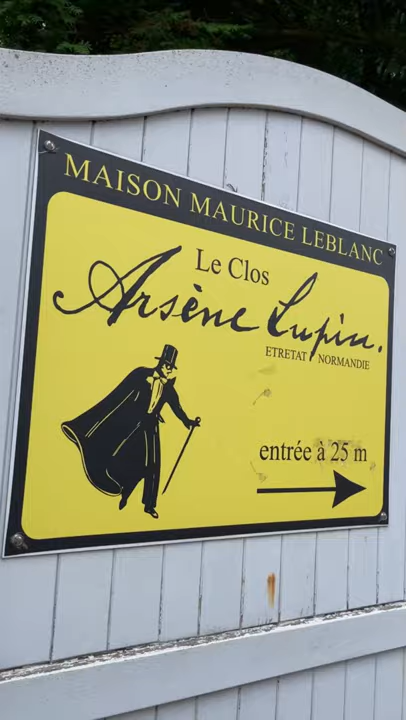 MAISON MAURICE LEBLANC
Le Clos
Arsène Lupin.
ETRETAT NORMANDIE
entrée à 25 m